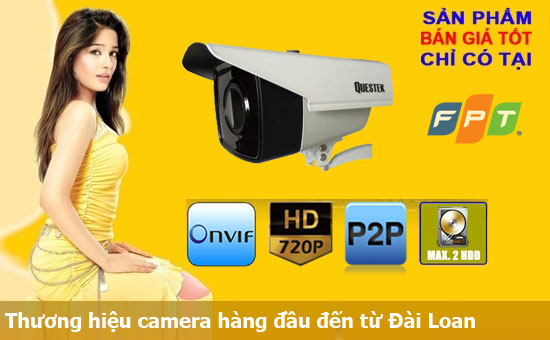 SẢN PHẨM
BÁN GIÁ TỐT
CHỈ CÓ TẠI
QUESTEK
FPT
ONVIF
HD
720P
P2P
MAX. 2 HDD
Thương hiệu camera hàng đầu đến từ Đài Loan